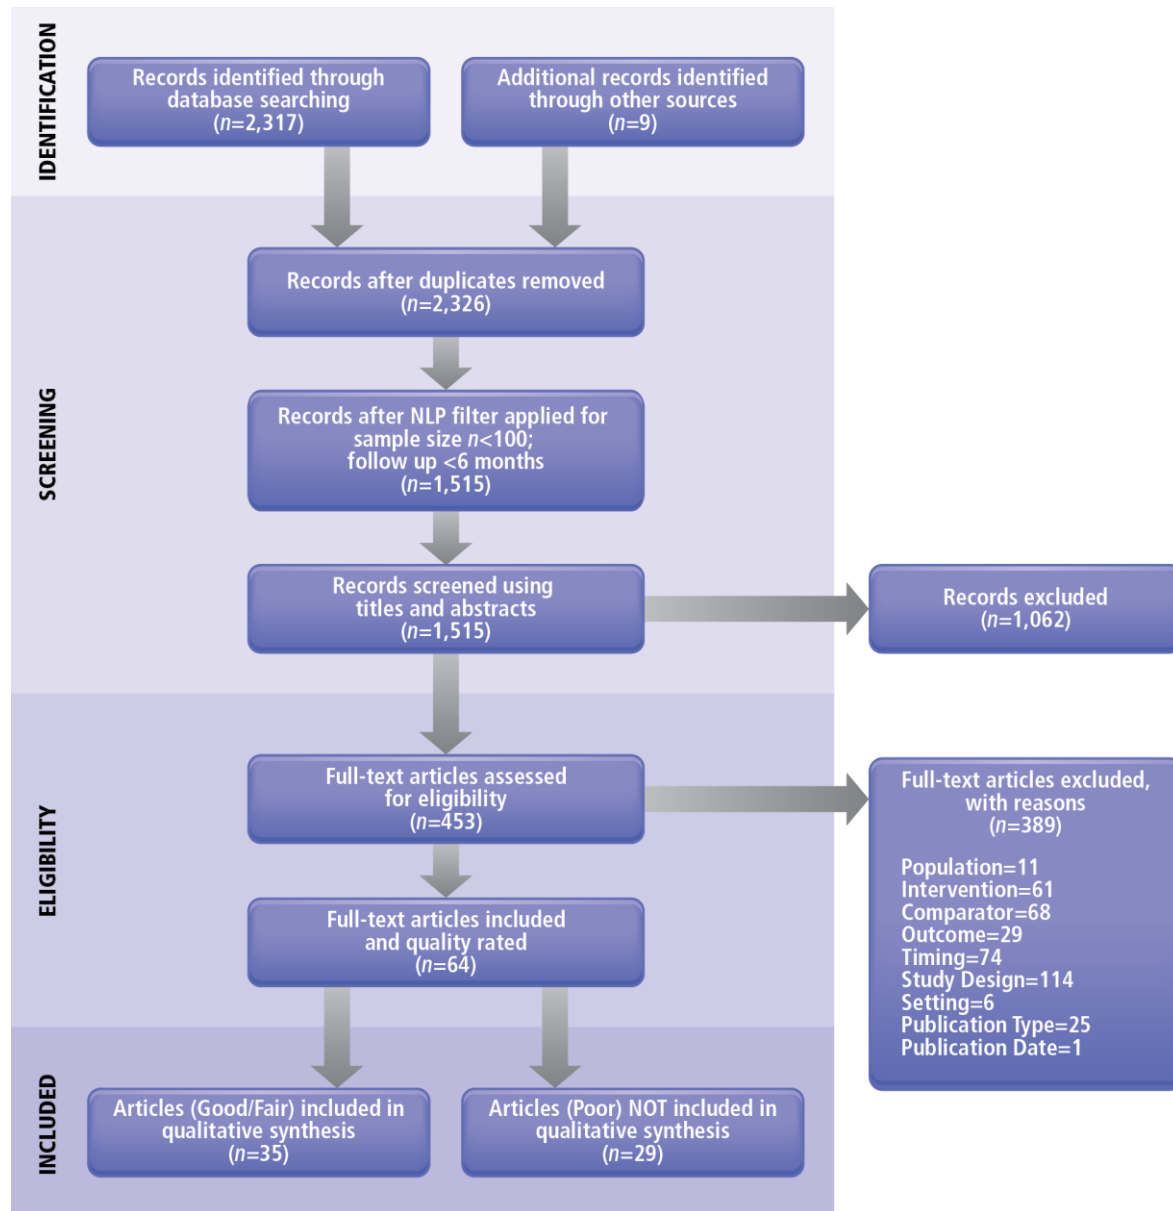 IDENTIFICATION
Records identified through
database searching
(n=2,317)
Additional records identified
through other sources
(n=9)
SCREENING
Records after duplicates removed
(n=2,326)
Records after NLP filter applied for
sample size n<100;
follow up <6 months
(n=1,515)
Records screened using
titles and abstracts
(n=1,515)
Records excluded
(n=1,062)
ELIGIBILITY
Full-text articles assessed
for eligibility
(n=453)
Full-text articles excluded,
with reasons
(n=389)
Population=11
Intervention=61
Comparator=68
Outcome=29
Timing=74
Study Design=114
Setting=6
Publication Type=25
Publication Date=1
Full-text articles included
and quality rated
(n=64)
INCLUDED
Articles (Good/Fair) included in
qualitative synthesis
(n=35)
Articles (Poor) NOT included in
qualitative synthesis
(n=29)